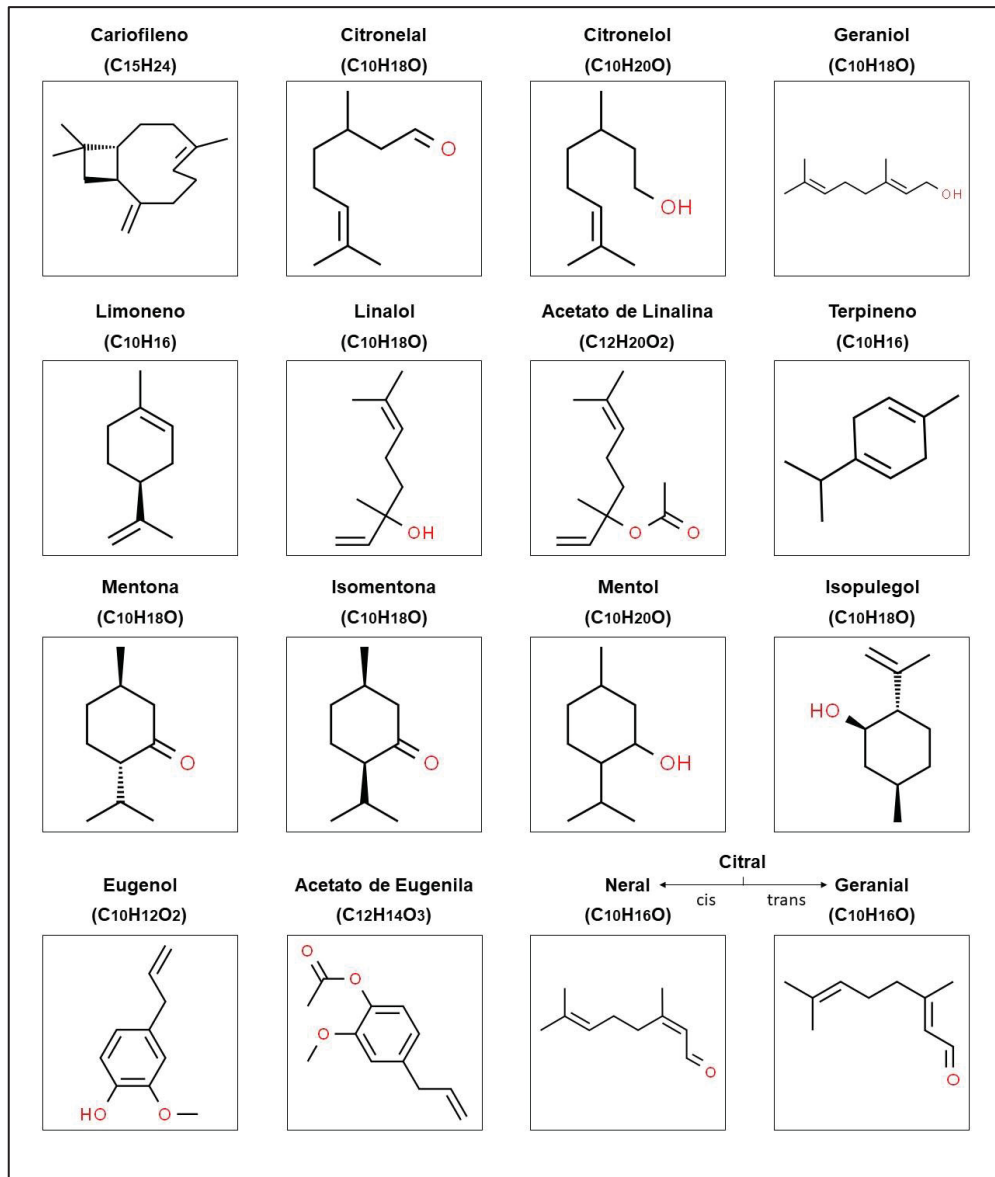 Cariofileno
(C15H24)
Citronelal
(C10H18O)
Citronelol
(C10H20O)
Geraniol
(C10H18O)
O
OH
OH
Limoneno
(C10H16)
Linalol
(C10H18O)
Acetato de Linalina
(C12H20O2)
Terpineno
(C10H16)
OH
O
O
Mentona
(C10H18O)
Isomentona
(C10H18O)
Mentol
(C10H20O)
Isopulegol
(C10H18O)
O
O
OH
HO
Eugenol
(C10H12O2)
Acetato de Eugenila
(C12H14O3)
Citral
Neral
cis
trans
Geranial
(C10H16O)
(C10H16O)
HO
O
O
O
O
O
O